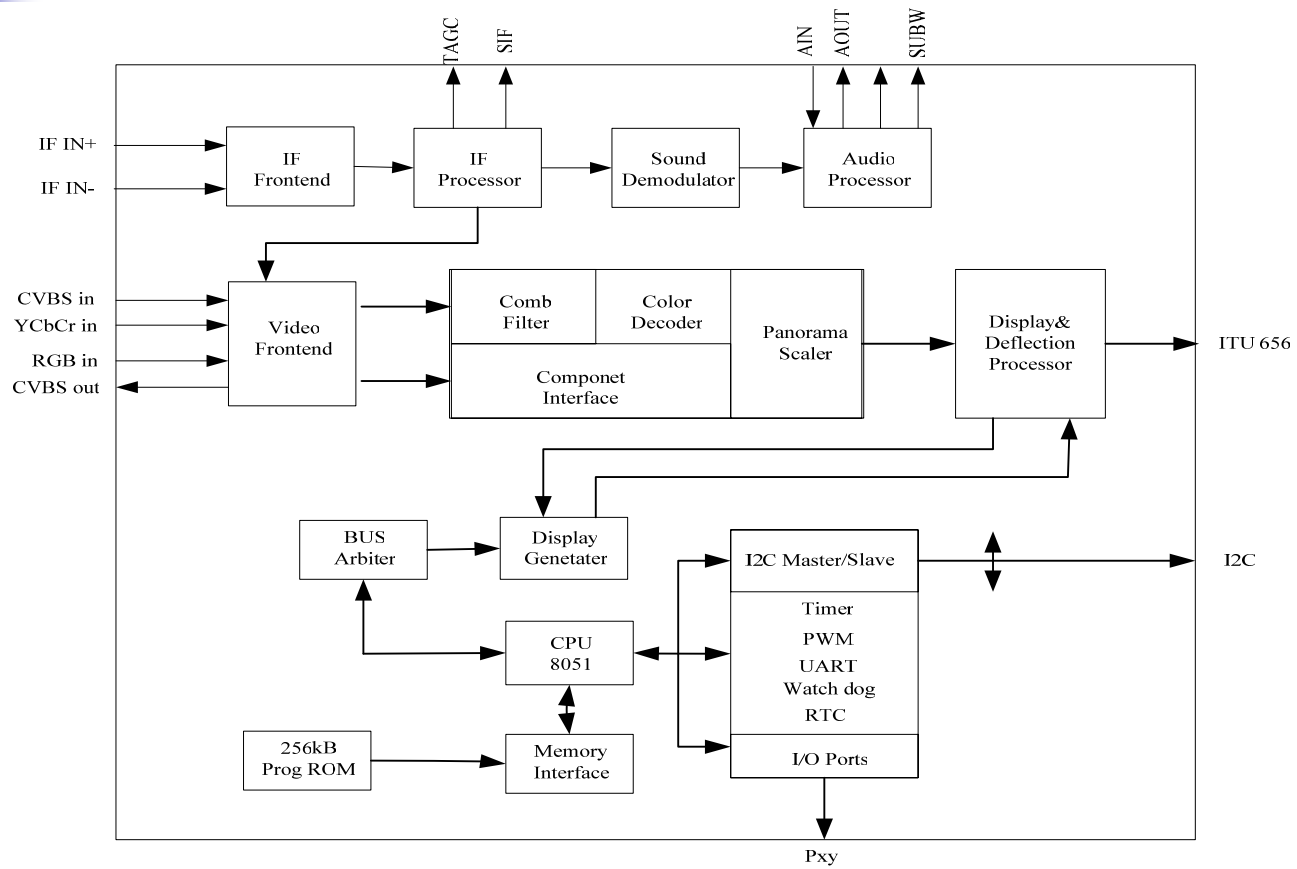 TAGC
SIF
AIN
AOUT
SUBW
IF IN+
IF IN-
IF
Frontend
IF
Processor
Sound
Demodulator
Audio
Processor
CVBS in
YCbCr in
RGB in
CVBS out
Video
Frontend
Comb
Filter
Color
Decoder
Componet
Interface
Panorama
Scaler
Display&
Deflection
Processor
ITU 656
BUS
Arbiter
Display
Genetater
I2C Master/Slave
I2C
Timer
PWM
UART
Watch dog
RTC
I/O Ports
CPU
8051
256kB
Prog ROM
Memory
Interface
Pxy